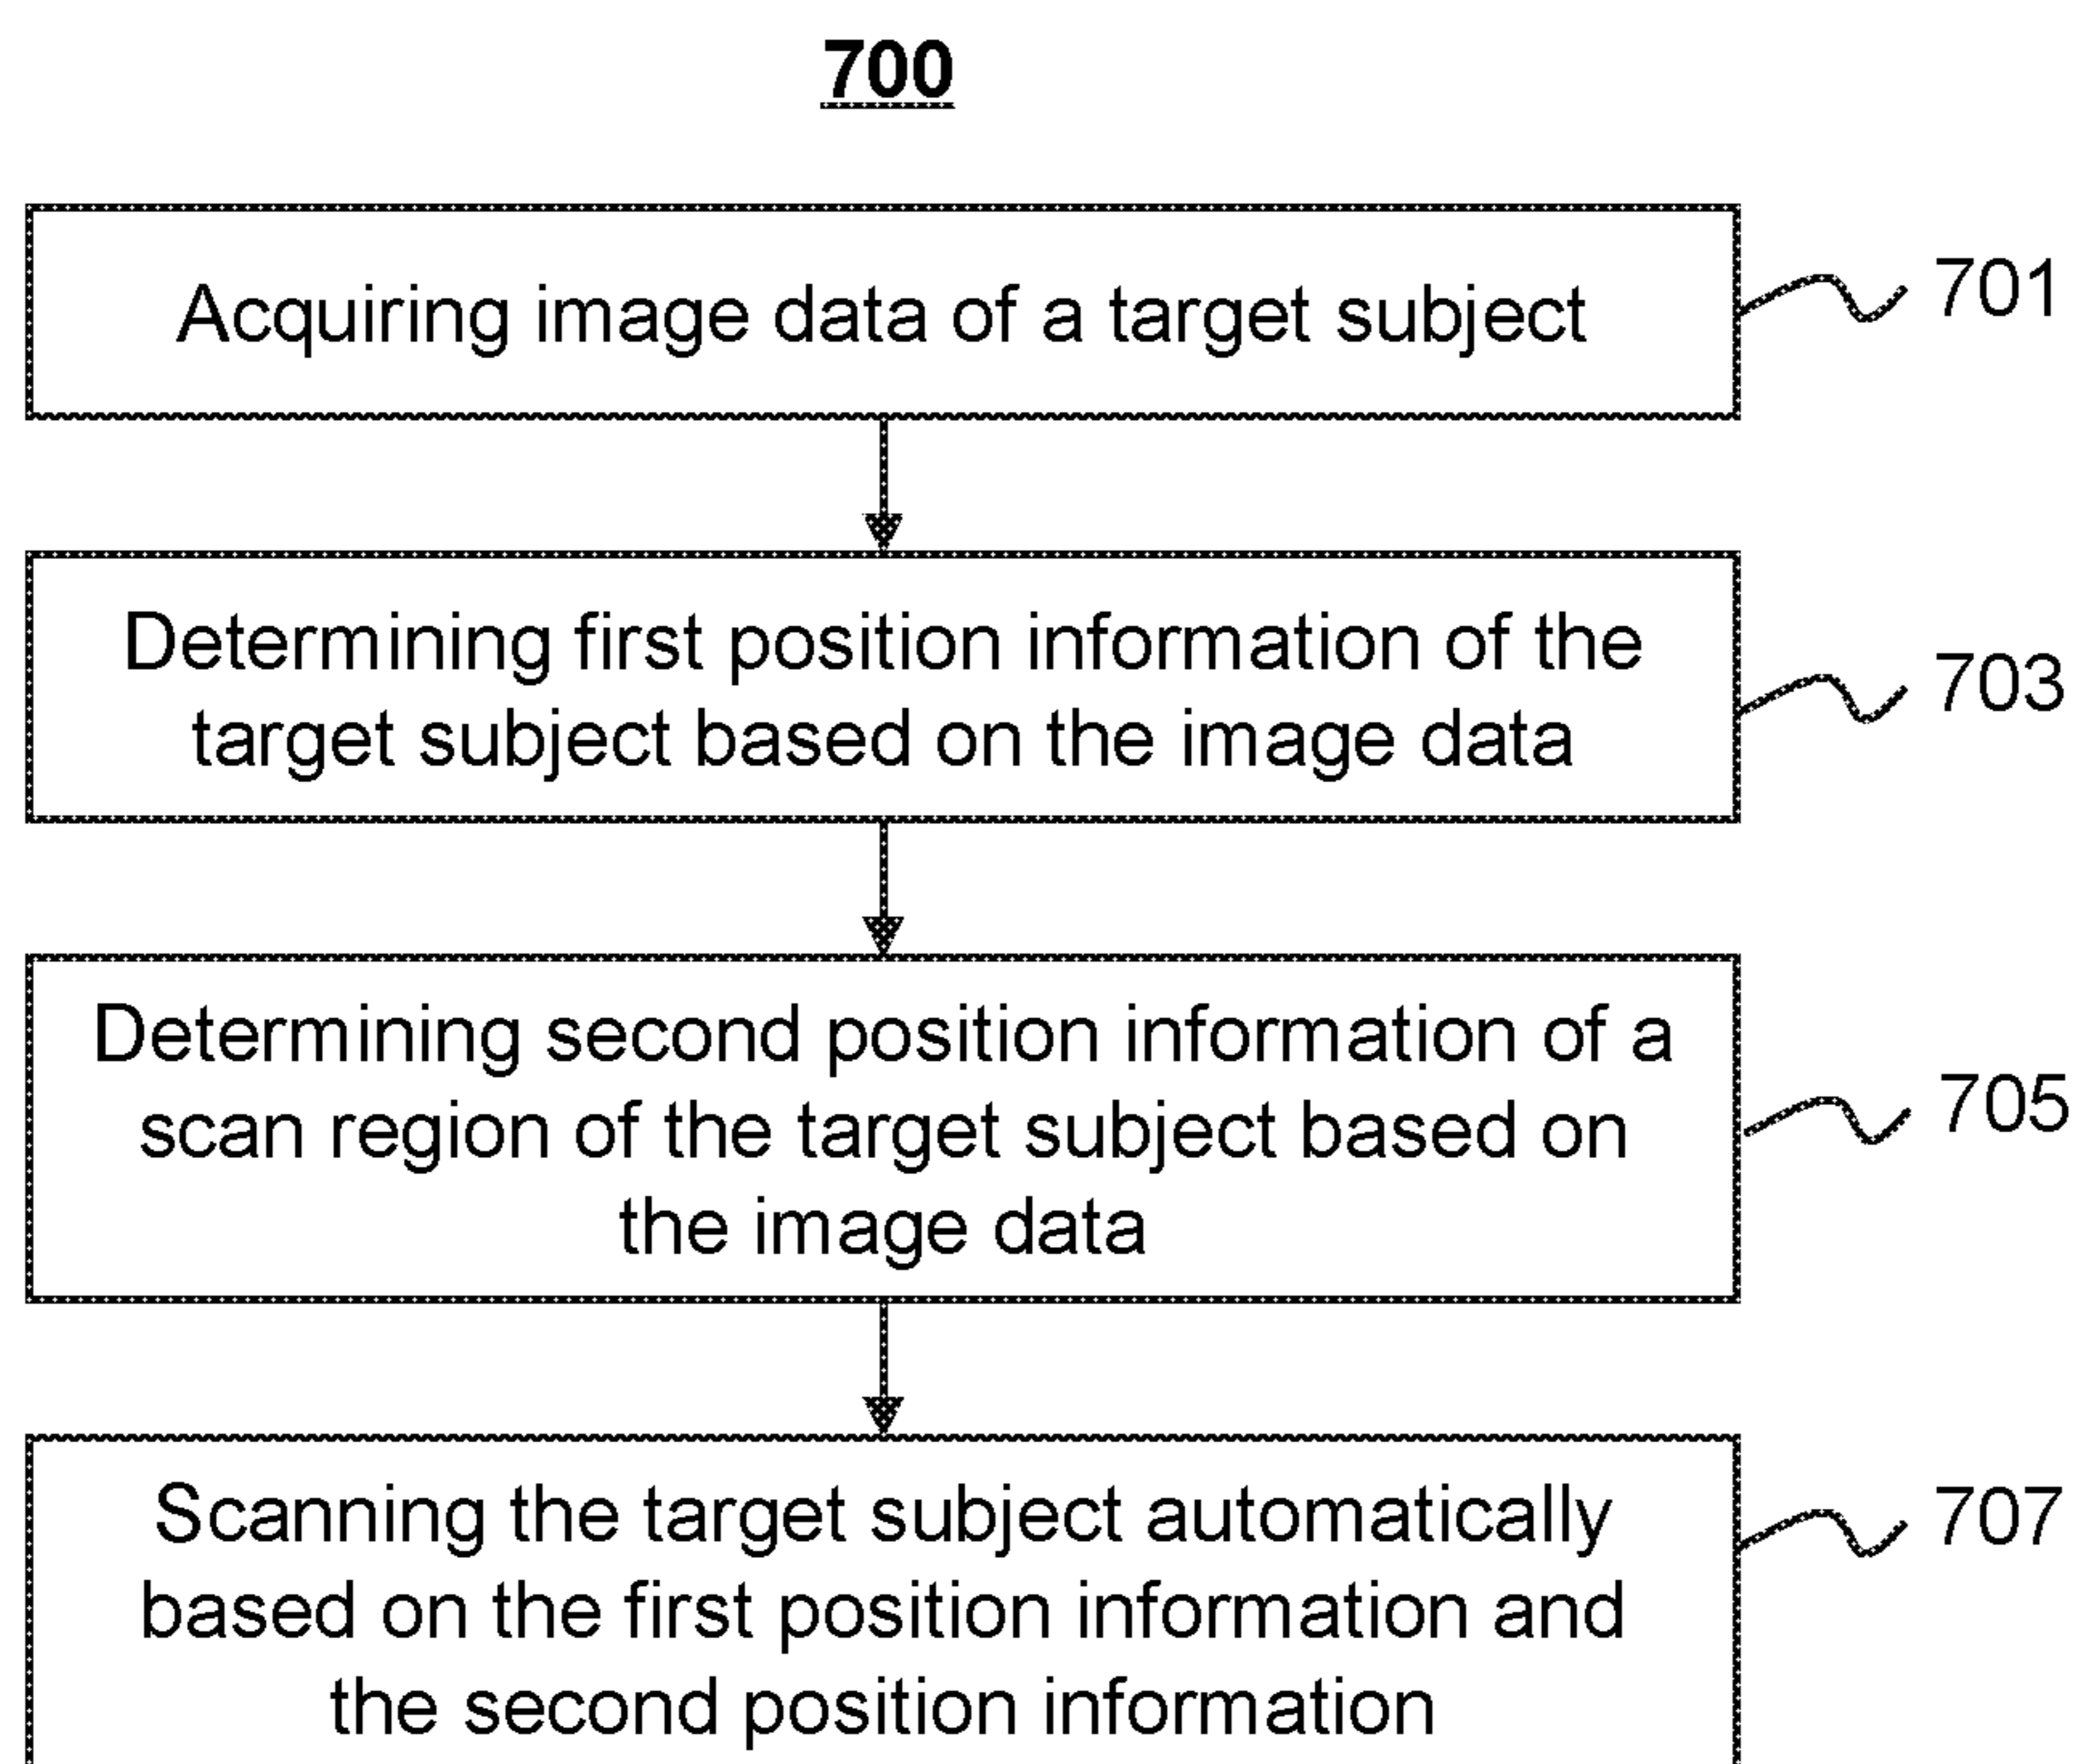 700
Acquiring image data of a target subject
701
Determining first position information of the
target subject based on the image data
703
Determining second position information of a
scan region of the target subject based on
the image data
705
Scanning the target subject automatically
based on the first position information and
the second position information
707